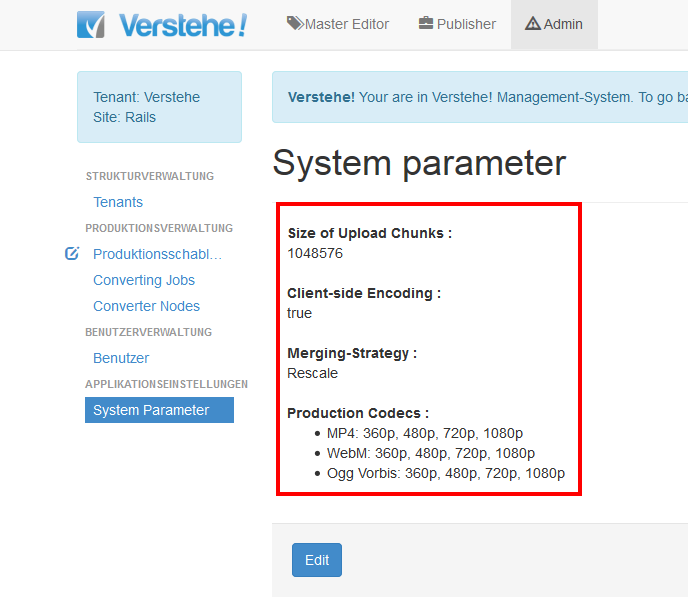 Verstehe!
Master Editor
Publisher
Admin
Tenant: Verstehe
Site: Rails
STRUKTURVERWALTUNG
Tenants
PRODUKTIONSVERWALTUNG
Produktionsschabl...
Converting Jobs
Converter Nodes
BENUTZERVERWALTUNG
Benutzer
APPLIKATIONSEINSTELLUNGEN
System Parameter
Verstehe! Your are in Verstehe! Management-System. To go ba
System parameter
Size of Upload Chunks :
1048576
Client-side Encoding :
true
Merging-Strategy :
Rescale
Production Codecs :
• MP4: 360p, 480p, 720p, 1080p
• WebM: 360p, 480p, 720p, 1080p
• Ogg Vorbis: 360p, 480p, 720p, 1080p
Edit